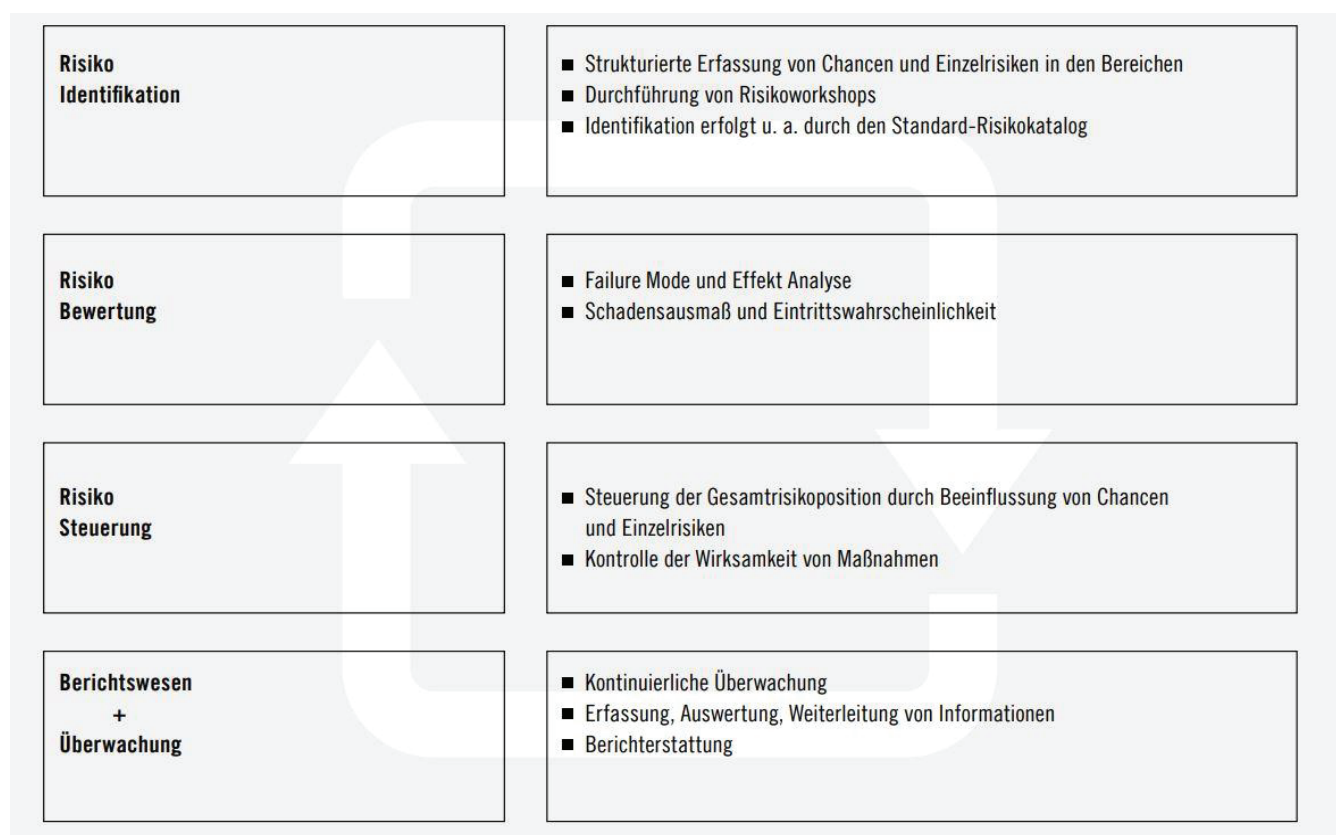 Risiko
Identifikation
■ Strukturierte Erfassung von Chancen und Einzelrisiken in den Bereichen
■ Durchführung von Risikoworkshops
■ Identifikation erfolgt u. a. durch den Standard-Risikokatalog
Risiko
Bewertung
■ Failure Mode und Effekt Analyse
■ Schadensausmaß und Eintrittswahrscheinlichkeit
Risiko
Steuerung
■ Steuerung der Gesamtrisikoposition durch Beeinflussung von Chancen
und Einzelrisiken
■ Kontrolle der Wirksamkeit von Maßnahmen
Berichtswesen
+
Überwachung
■ Kontinuierliche Überwachung
■ Erfassung, Auswertung, Weiterleitung von Informationen
■ Berichterstattung